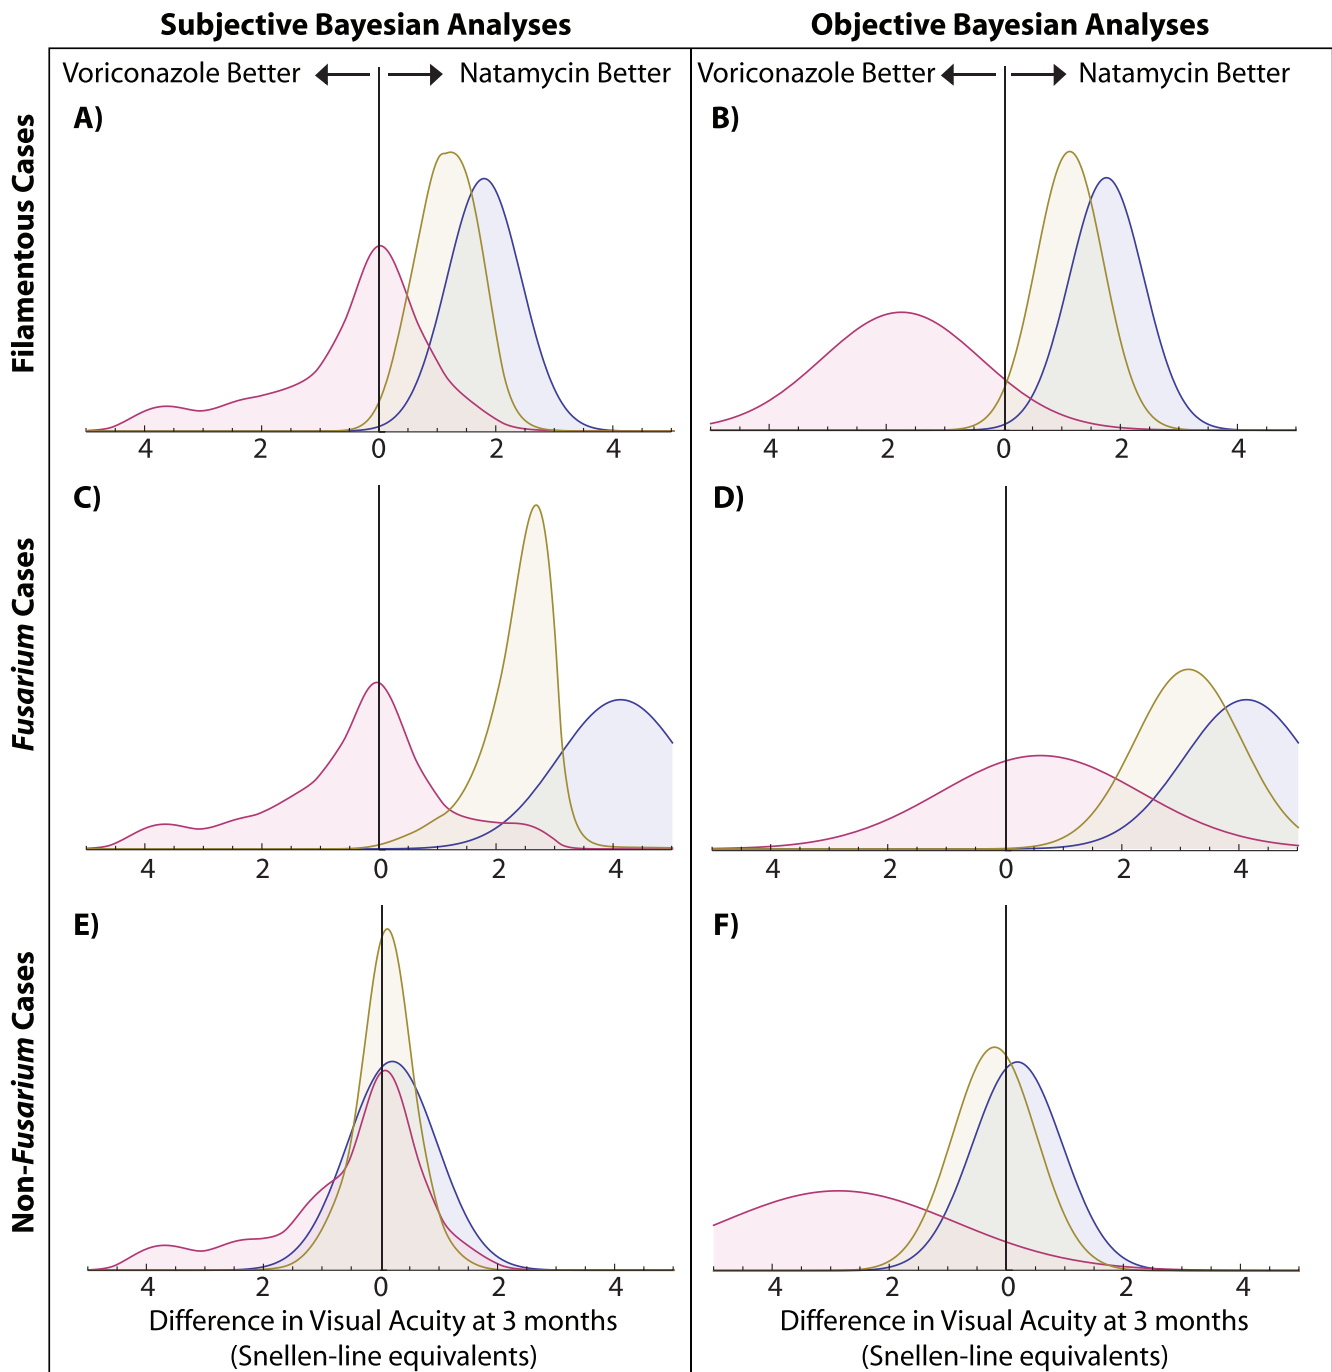 Subjective Bayesian Analyses
Objective Bayesian Analyses
Voriconazole Better
Natamycin Better
Voriconazole Better
Natamycin Better
Filamentous Cases
A)
4 2 0 2 4
B)
4 2 0 2 4
Fusarium Cases
C)
4 2 0 2 4
D)
4 2 0 2 4
Non-Fusarium Cases
E)
4 2 0 2 4
F)
4 2 0 2 4
Difference in Visual Acuity at 3 months
(Snellen-line equivalents)
Difference in Visual Acuity at 3 months
(Snellen-line equivalents)